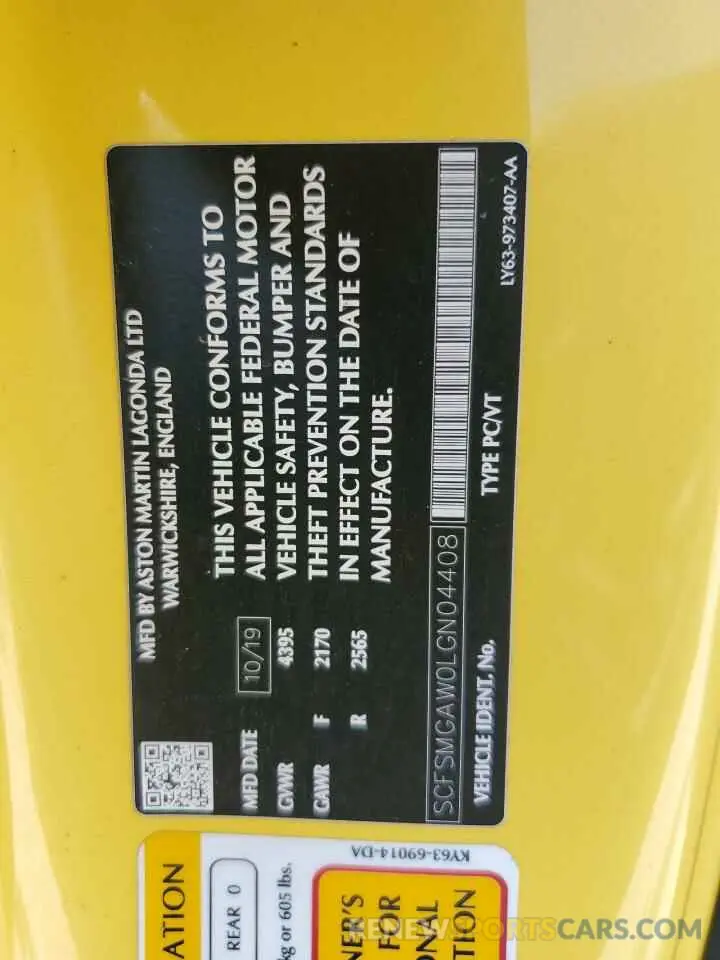 MFD BY ASTON MARTIN LAGONDA LTD
WARWICKSHIRE, ENGLAND
MFD DATE 10/19
GVWR 4395
GAWR F 2170
R 2565
THIS VEHICLE CONFORMS TO
ALL APPLICABLE FEDERAL MOTOR
VEHICLE SAFETY, BUMPER AND
THEFT PREVENTION STANDARDS
IN EFFECT ON THE DATE OF
MANUFACTURE.
SCFSMGAW0LGN04408
VEHICLE IDENT. No. TYPE PC/VT
LY63-973407-AA
KY63-69014-DA
ATION
REAR 0
kg or 605 lbs.
NER'S
FOR
ONAL
TION
RENEWSPORTSCARS.COM